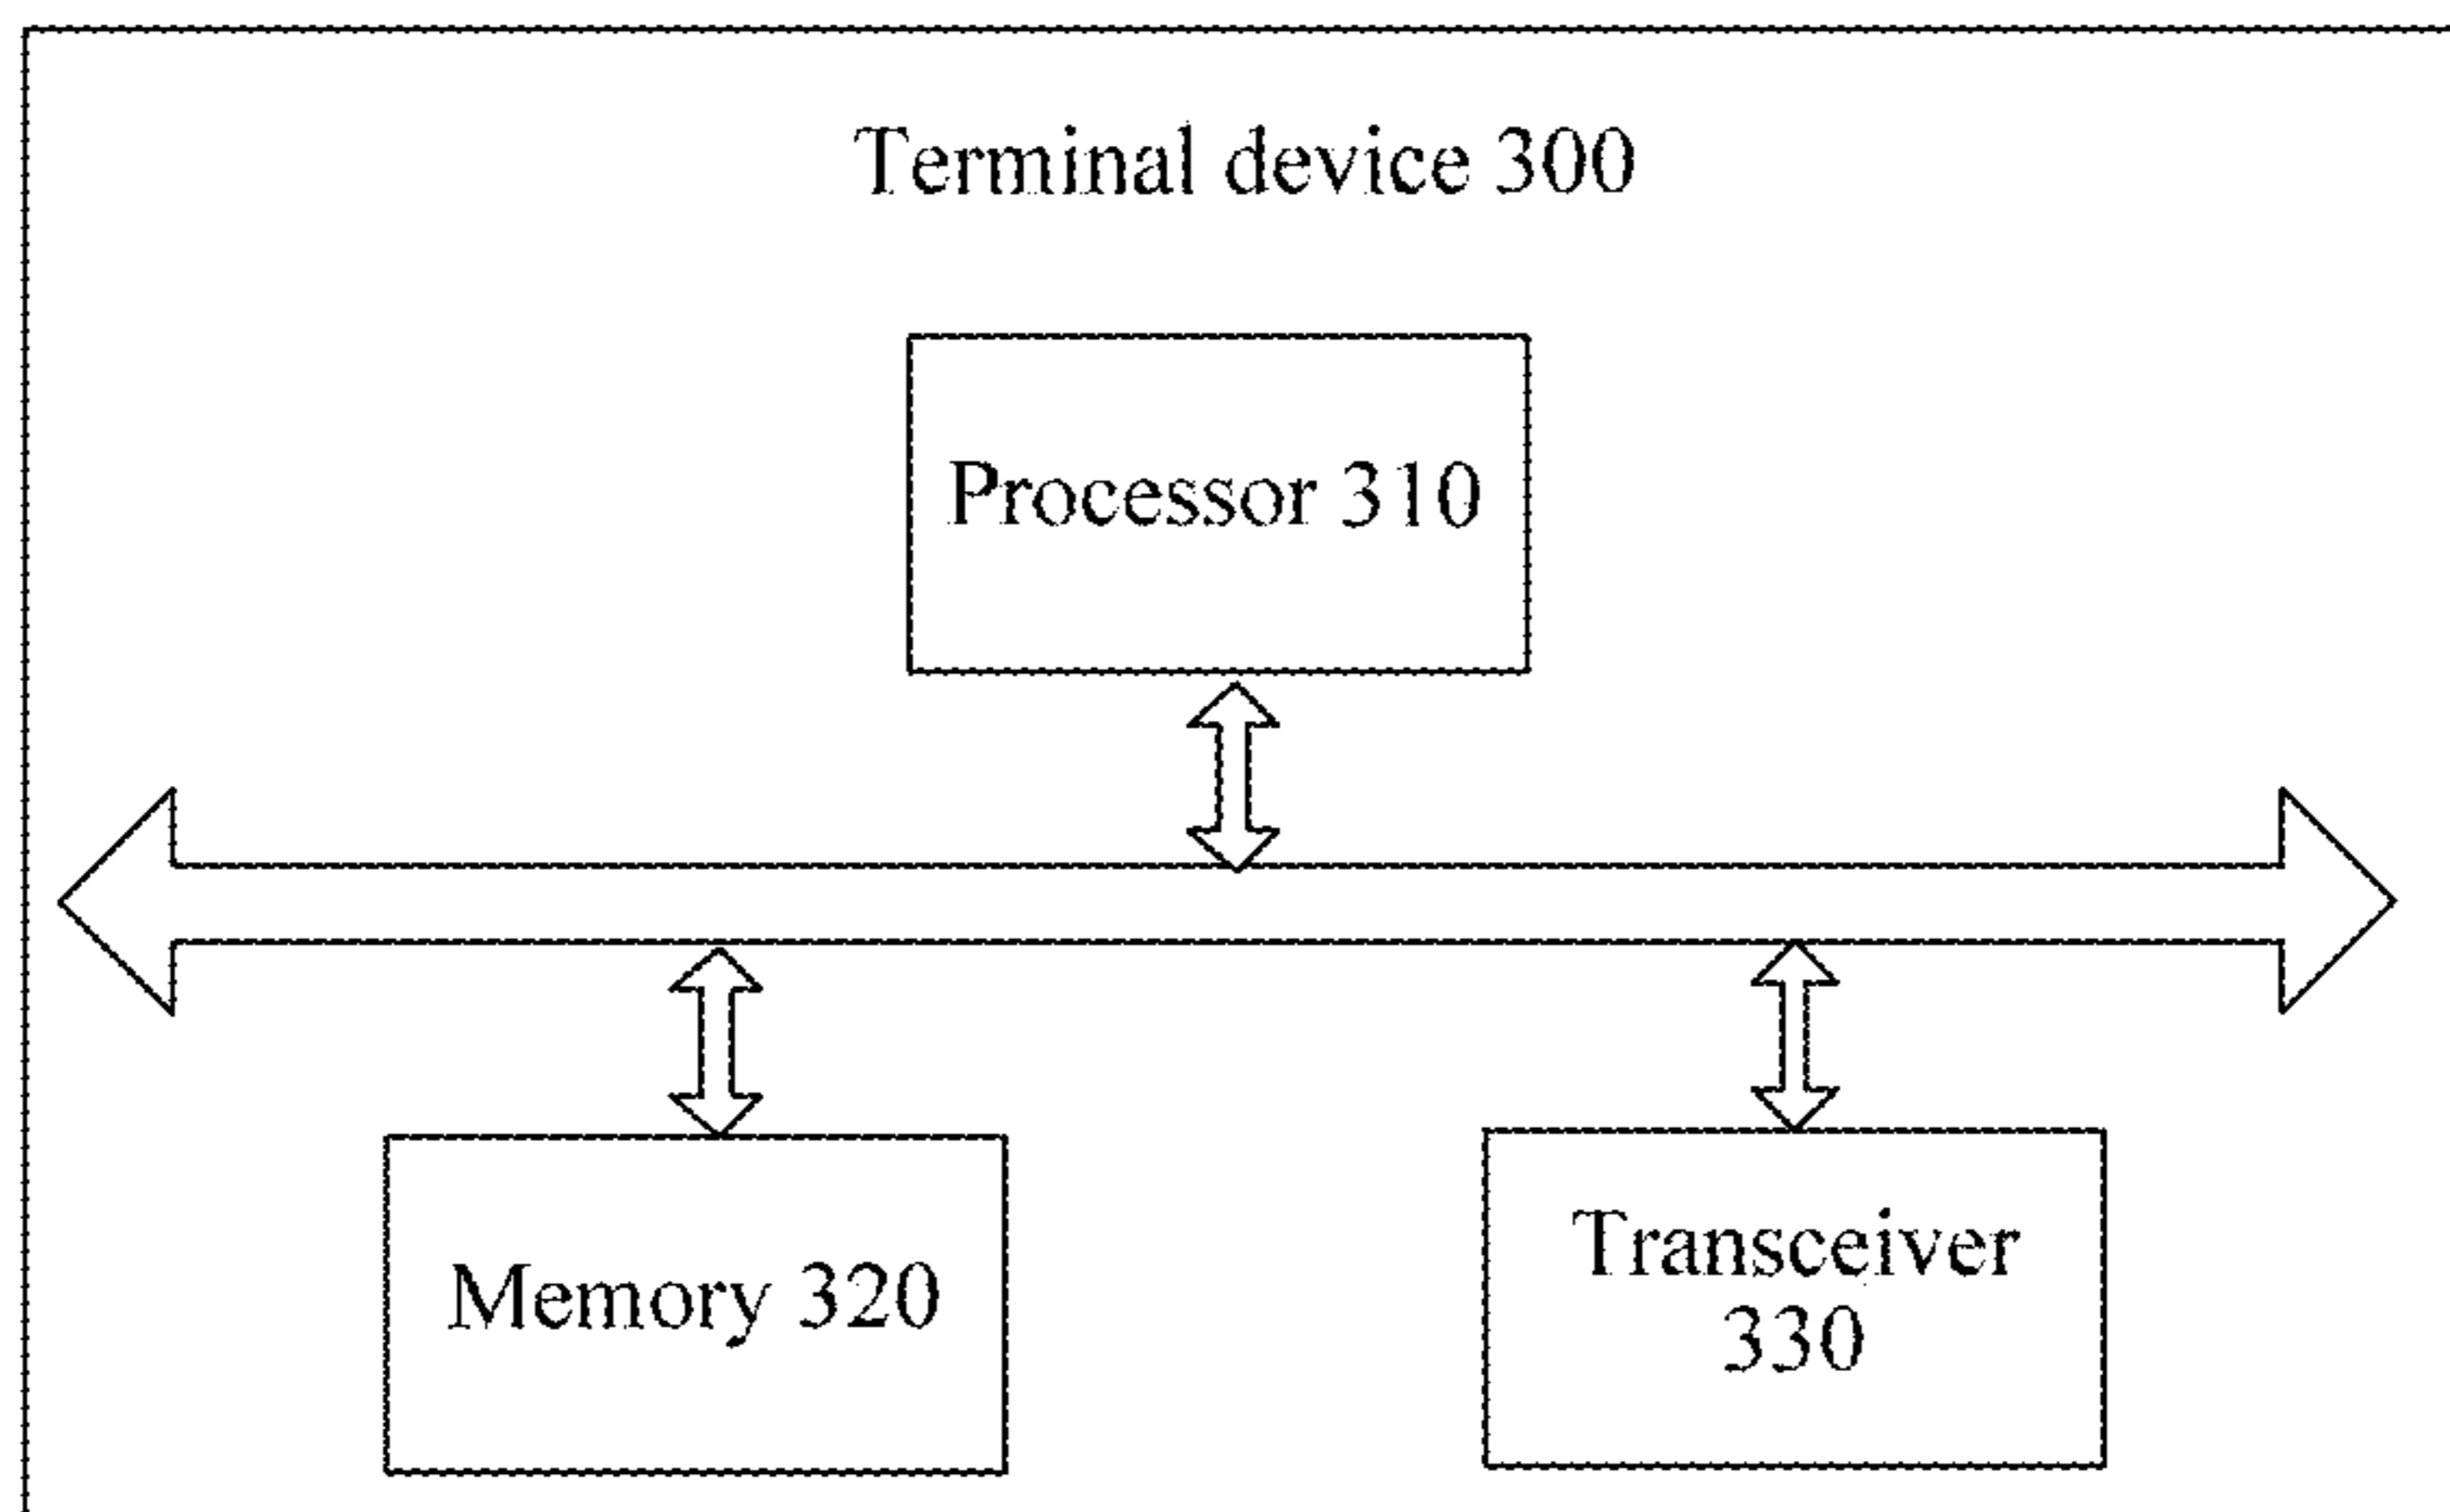 Terminal device 300
Processor 310
Memory 320
Transceiver
330